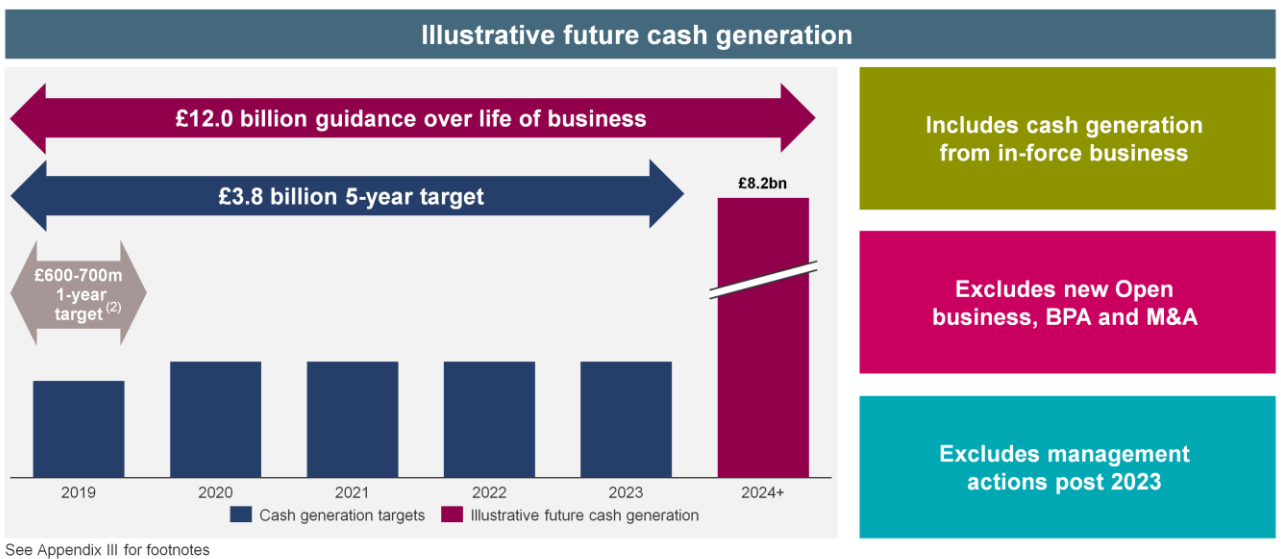 Illustrative future cash generation
£12.0 billion guidance over life of business
£3.8 billion 5-year target
£600-700m
1-year
target (2)
£8.2bn
2019
2020
2021
2022
2023
2024+
Cash generation targets
Illustrative future cash generation
Includes cash generation
from in-force business
Excludes new Open
business, BPA and M&A
Excludes management
actions post 2023
See Appendix III for footnotes